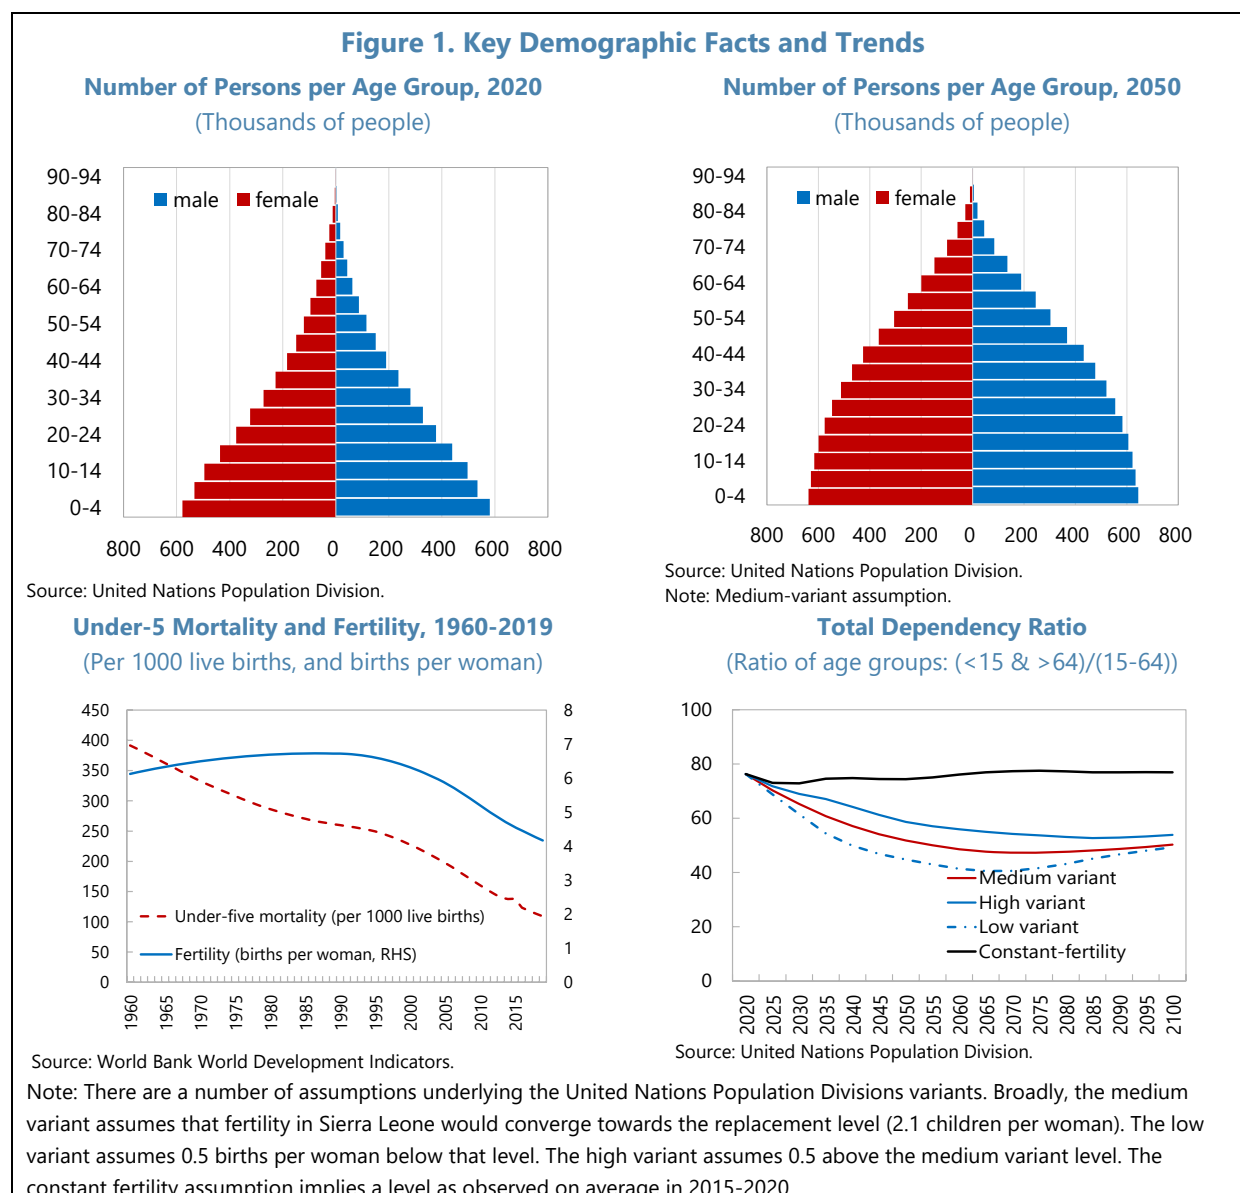 Figure 1. Key Demographic Facts and Trends
Number of Persons per Age Group, 2020
(Thousands of people)
90-94
80-84
70-74
60-64
50-54
40-44
30-34
20-24
10-14
0-4
male
female
800 600 400 200 0 200 400 600 800
Source: United Nations Population Division.
Number of Persons per Age Group, 2050
(Thousands of people)
90-94
80-84
70-74
60-64
50-54
40-44
30-34
20-24
10-14
0-4
male
female
800 600 400 200 0 200 400 600 800
Source: United Nations Population Division.
Note: Medium-variant assumption.
Under-5 Mortality and Fertility, 1960-2019
(Per 1000 live births, and births per woman)
450
400
350
300
250
200
150
100
50
0
8
7
6
5
4
3
2
1
0
Under-five mortality (per 1000 live births)
Fertility (births per woman, RHS)
1960 1965 1970 1975 1980 1985 1990 1995 2000 2005 2010 2015
Source: World Bank World Development Indicators.
Total Dependency Ratio
(Ratio of age groups: (<15 & >64)/(15-64))
100
80
60
40
20
0
Medium variant
High variant
Low variant
Constant-fertility
2020 2025 2030 2035 2040 2045 2050 2055 2060 2065 2070 2075 2080 2085 2090 2095 2100
Source: United Nations Population Division.
Note: There are a number of assumptions underlying the United Nations Population Divisions variants. Broadly, the medium
variant assumes that fertility in Sierra Leone would converge towards the replacement level (2.1 children per woman). The low
variant assumes 0.5 births per woman below that level. The high variant assumes 0.5 above the medium variant level. The
constant fertility assumption implies a level as observed on average in 2015-2020.